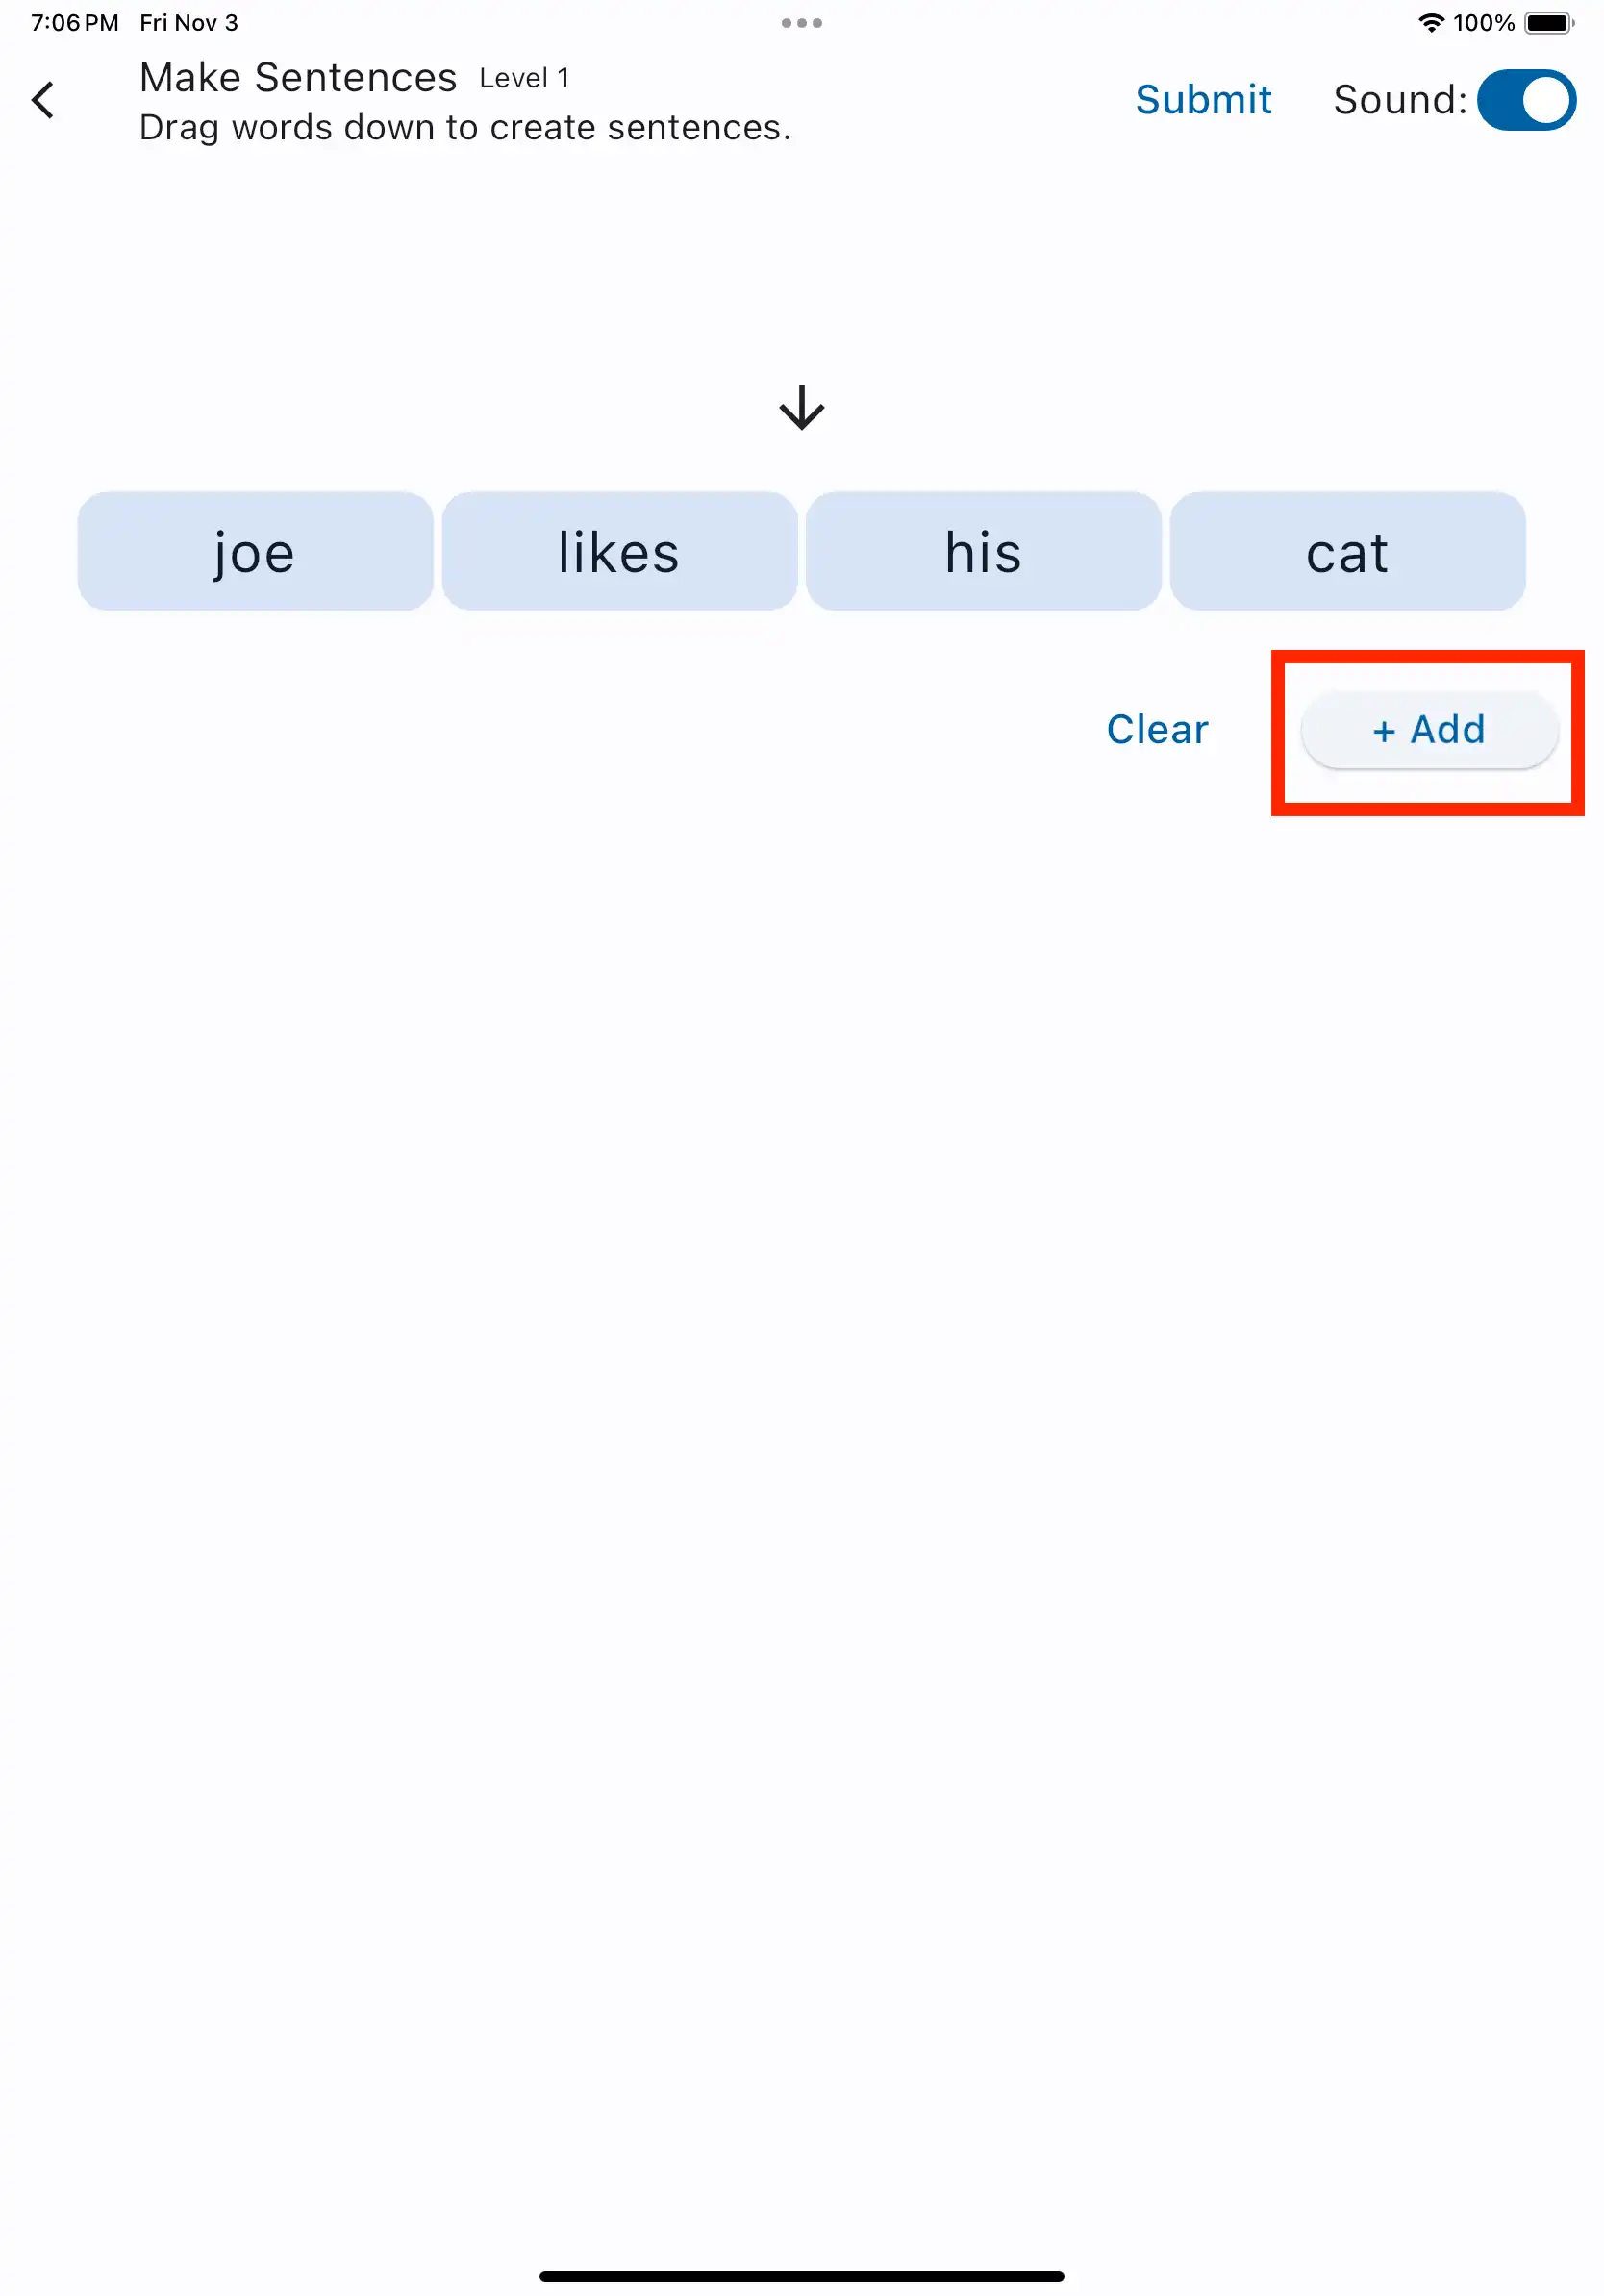 7:06 PM Fri Nov 3 100%
Make Sentences Level 1
Drag words down to create sentences.
Submit Sound:
joe likes his cat
Clear + Add